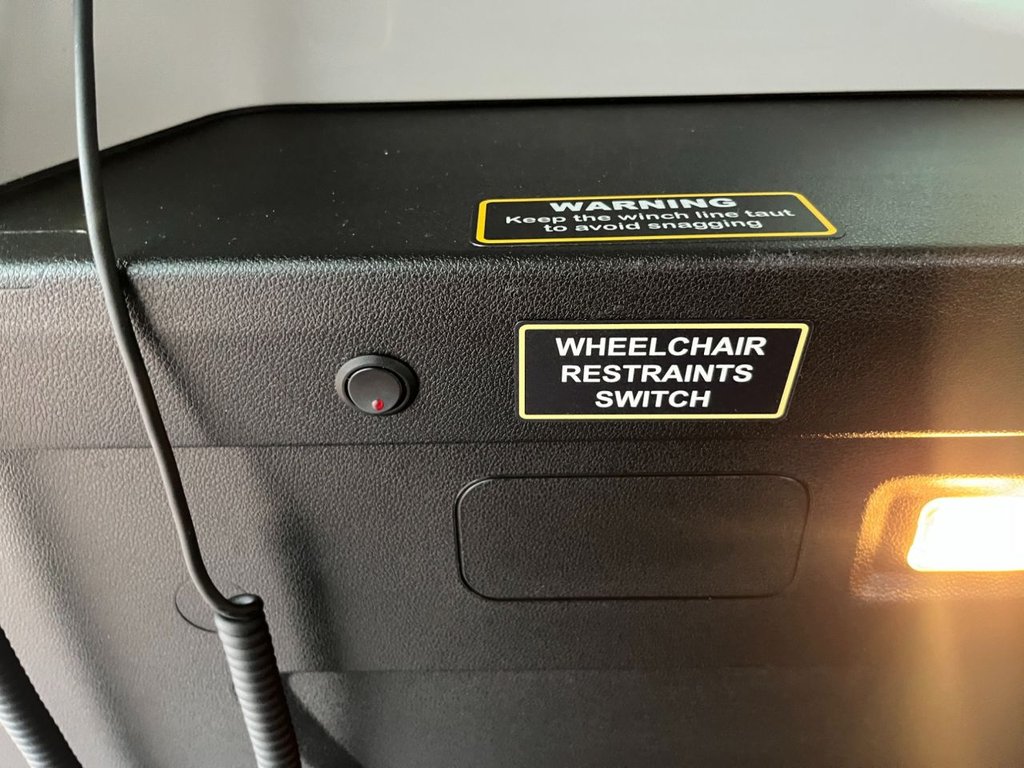 WARNING
Keep the winch line taut
to avoid snagging
WHEELCHAIR
RESTRAINTS
SWITCH